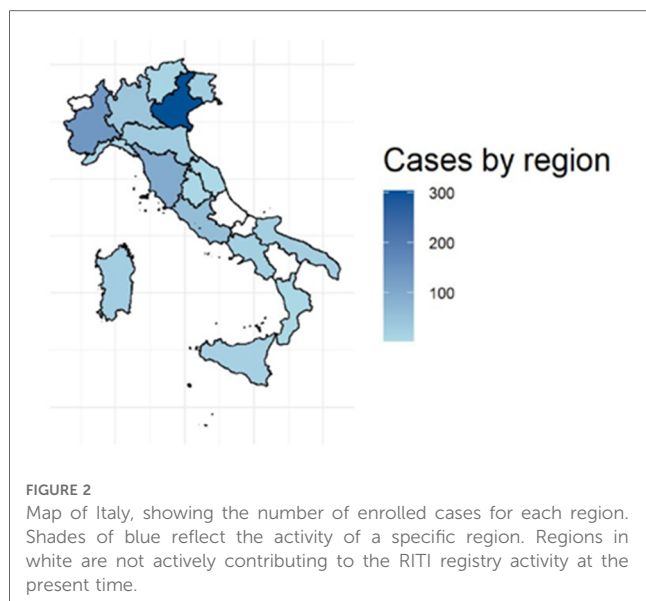 Cases by region
300
200
100
FIGURE 2
Map of Italy, showing the number of enrolled cases for each region.
Shades of blue reflect the activity of a specific region. Regions in
white are not actively contributing to the RITI registry activity at the
present time.